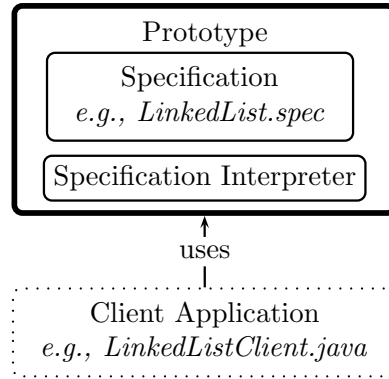 Prototype
Specification
e.g., LinkedList.spec
Specification Interpreter
uses
Client Application
e.g., LinkedListClient.java